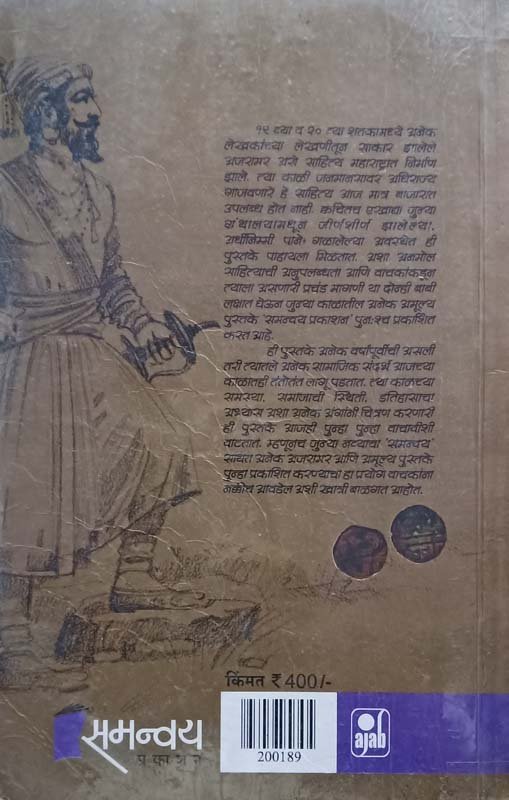 १९ व्या व २० व्या शतकामध्ये अनेक
लेखकांच्या लेखणीतून साकार झालेले
अजरामर असे साहित्य महाराष्ट्रात निर्माण
झाले. त्या काळी जनमानसावर अधिराज्य
गाजवणारे हे साहित्य आज मात्र बाजारात
उपलब्ध होत नाही. क्वचितच एखाद्या जुन्या
ग्रंथालयामधून जीर्णशीर्ण झालेल्या,
अर्धीनिम्मी पाने; गळालेल्या अवस्थेत ही
पुस्तके पाहायला मिळतात. अशा अनमोल
साहित्याची अनुपलब्धता आणि वाचकांकडून
त्याला असणारी प्रचंड मागणी या दोन्ही बाबी
लक्षात घेऊन जुन्या काळातील अनेक अमूल्य
पुस्तके 'समन्वय प्रकाशन' पुनःश्च प्रकाशित
करत आहे.
ही पुस्तके अनेक वर्षांपूर्वीची असली
तरी त्यातले अनेक सामाजिक संदर्भ आजच्या
काळातही तंतोतंत लागू पडतात. त्या काळच्या
समस्या, समाजाची स्थिती, इतिहासाचा
अभ्यास अशा अनेक अंगांनी चित्रण करणारी
ही पुस्तके आजही पुन्हा पुन्हा वाचावीशी
वाटतात. म्हणूनच जुन्या नव्याचा 'समन्वय'
साधत अनेक अजरामर आणि अमूल्य पुस्तके
पुन्हा प्रकाशित करण्याचा हा प्रयोग वाचकांना
नक्कीच आवडेल अशी खात्री बाळगत आहोत.
किंमत ₹ 400/-
समन्वय
प्रकाशन
200189
ajab